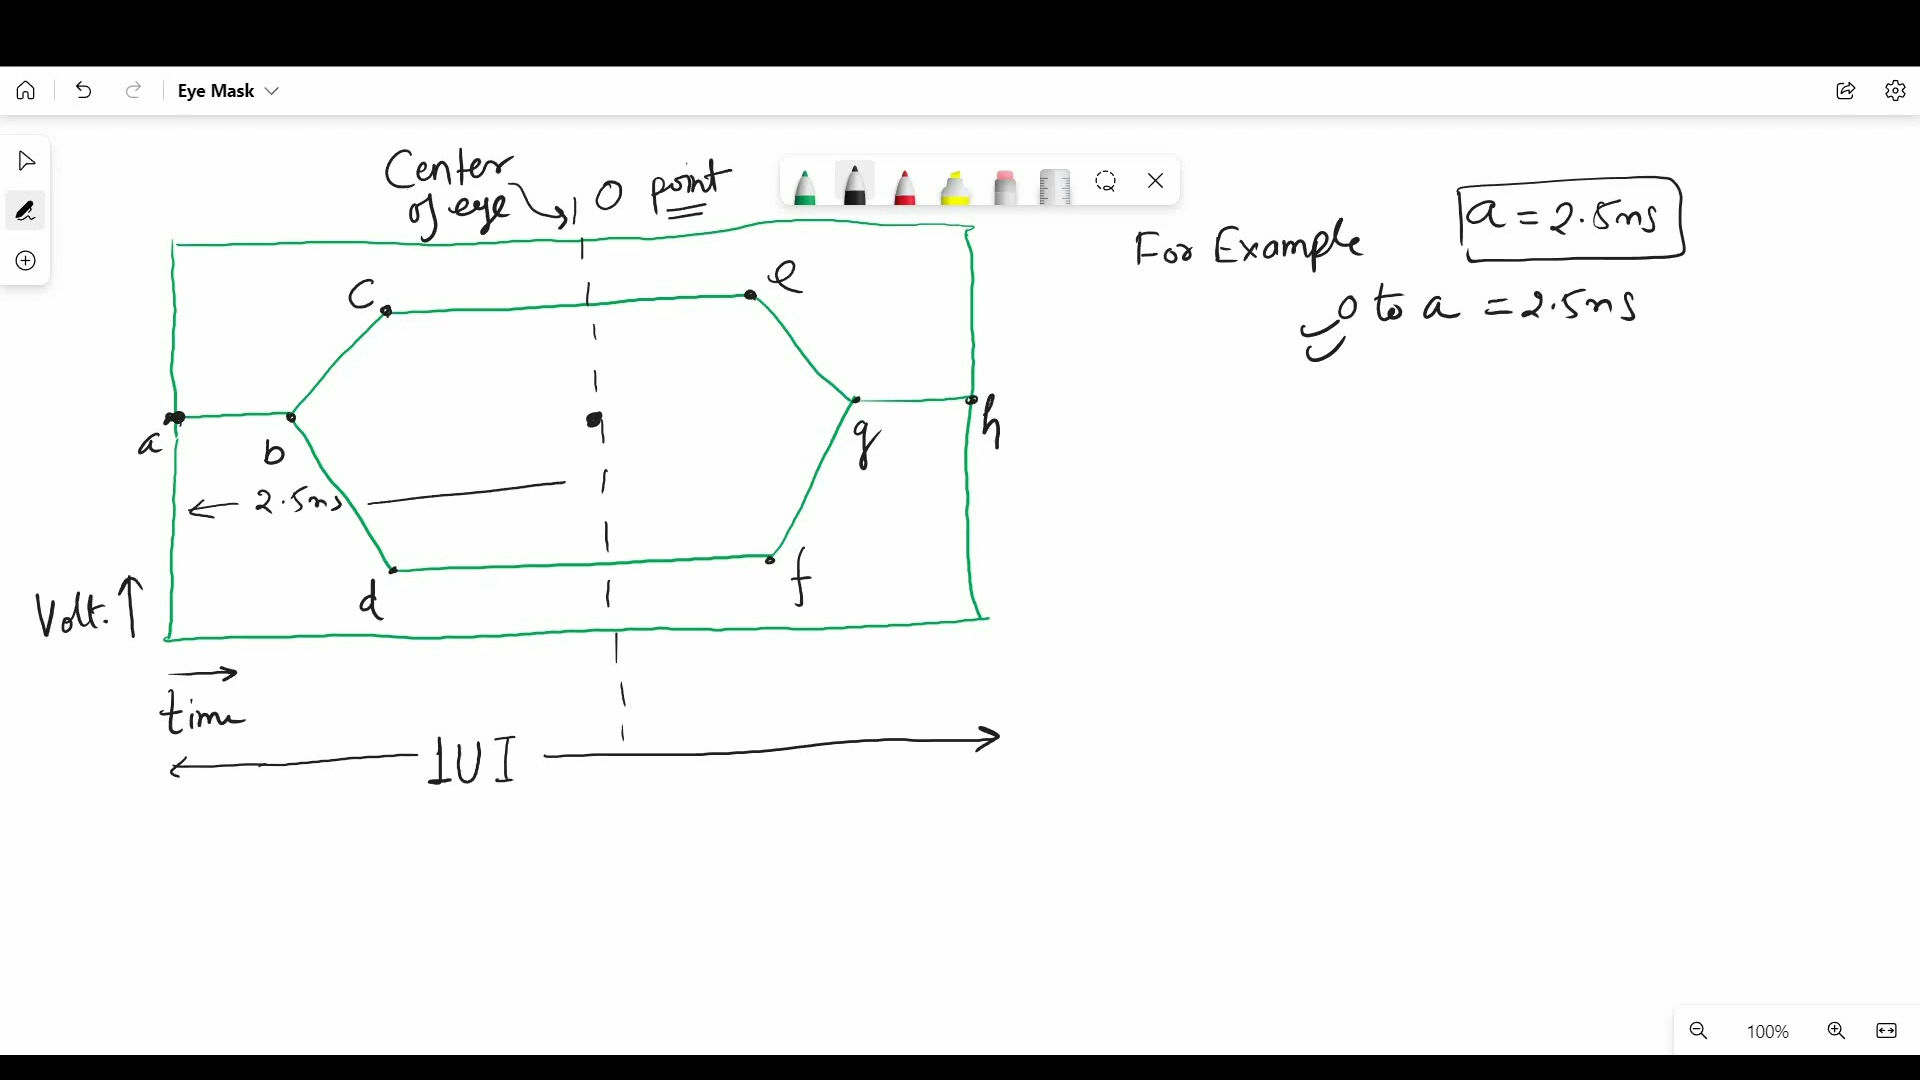 Eye Mask
Center
of eye
0 point
a = 2.5ns
For Example
0 to a = 2.5ns
c
e
a
b
g
h
2.5ns
d
f
Volt.
time
1UI
100%